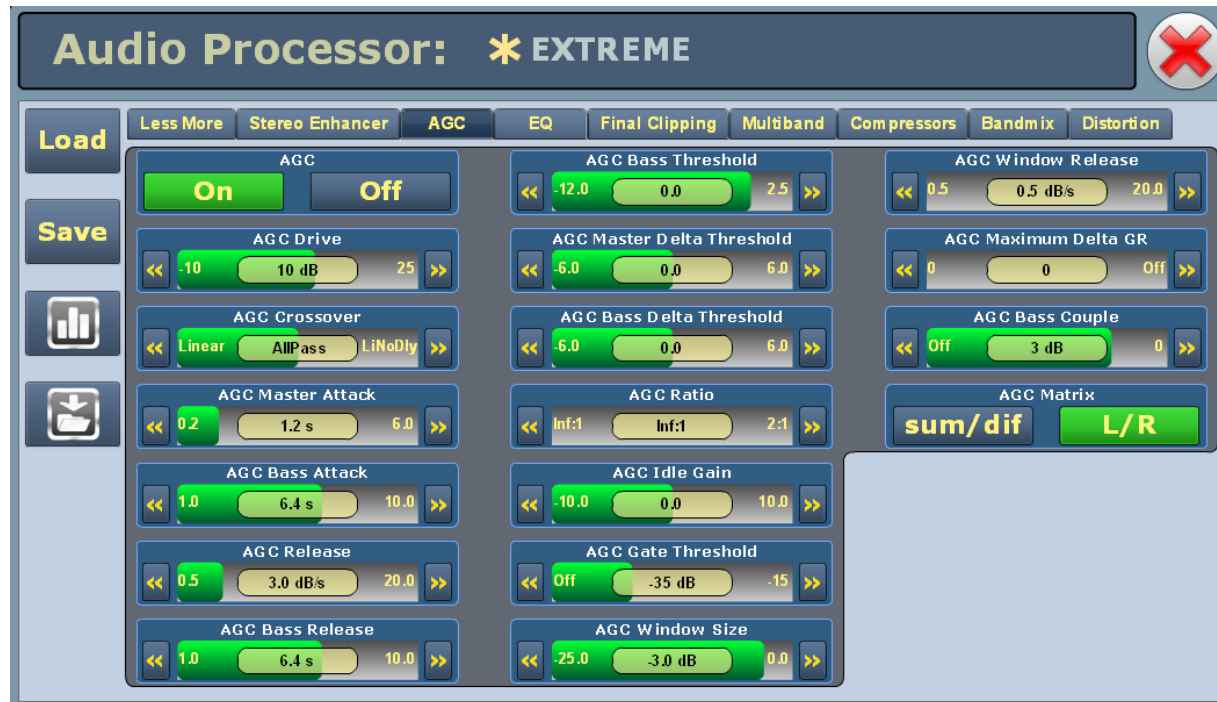 Audio Processor: * EXTREME
Load
Save
Less More Stereo Enhancer AGC EQ Final Clipping Multiband Compressors Bandmix Distortion
AGC
On Off
AGC Drive
<< -10 10 dB 25 >>
AGC Crossover
<< Linear AllPass LiNoDly >>
AGC Master Attack
<< 0.2 1.2 s 6.0 >>
AGC Bass Attack
<< 1.0 6.4 s 10.0 >>
AGC Release
<< 0.5 3.0 dB/s 20.0 >>
AGC Bass Release
<< 1.0 6.4 s 10.0 >>
AGC Bass Threshold
<< -12.0 0.0 2.5 >>
AGC Master Delta Threshold
<< -6.0 0.0 6.0 >>
AGC Bass Delta Threshold
<< -6.0 0.0 6.0 >>
AGC Ratio
<< Inf:1 Inf:1 2:1 >>
AGC Idle Gain
<< -10.0 0.0 10.0 >>
AGC Gate Threshold
<< Off -35 dB -15 >>
AGC Window Size
<< -25.0 -3.0 dB 0.0 >>
AGC Window Release
<< 0.5 0.5 dB/s 20.0 >>
AGC Maximum Delta GR
<< 0 0 Off >>
AGC Bass Couple
<< Off 3 dB 0 >>
AGC Matrix
sum/dif L/R